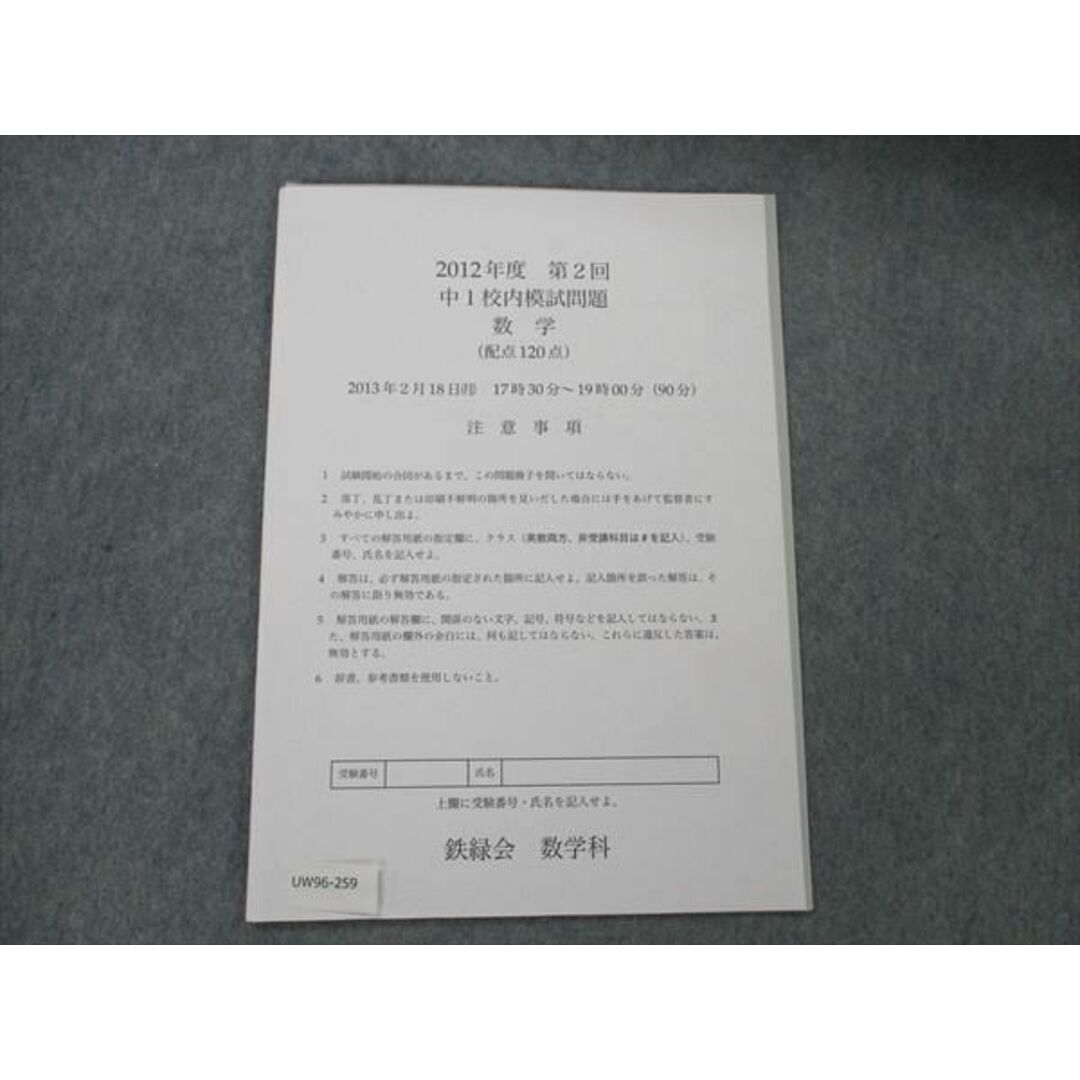 2012年度 第2回
中1校内模試問題
数 学
(配点120点)
2013年2月18日㈪ 17時30分〜19時00分 (90分)
注 意 事 項
1 試験開始の合図があるまで、この問題冊子を開いてはならない。
2 落丁、乱丁または印刷不鮮明の箇所を見いだした場合には手をあげて監督者にす
みやかに申し出よ。
3 すべての解答用紙の指定欄に、クラス(英数両方、非受講科目は#を記入)、受験
番号、氏名を記入せよ。
4 解答は、必ず解答用紙の指定された箇所に記入せよ。記入箇所を誤った解答は、そ
の解答に限り無効である。
5 解答用紙の解答欄に、関係のない文字、記号、符号などを記入してはならない。ま
た、解答用紙の欄外の余白には、何も記してはならない。これらに違反した答案は、
無効とする。
6 辞書、参考書類を使用しないこと。
受験番号 氏名
上欄に受験番号・氏名を記入せよ。
鉄緑会 数学科
UW96-259